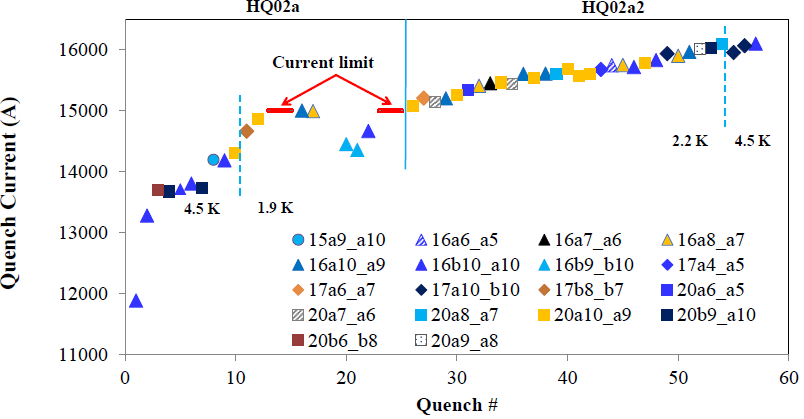 HQ02a HQ02a2
16000
15000
14000
13000
12000
11000
Quench Current (A)
Current limit
2.2 K 4.5 K
4.5 K 1.9 K
15a9_a10 16a6_a5 16a7_a6 16a8_a7
16a10_a9 16b10_a10 16b9_b10 17a4_a5
17a6_a7 17a10_b10 17b8_b7 20a6_a5
20a7_a6 20a8_a7 20a10_a9 20b9_a10
20b6_b8 20a9_a8
0 10 20 30 40 50 60
Quench #